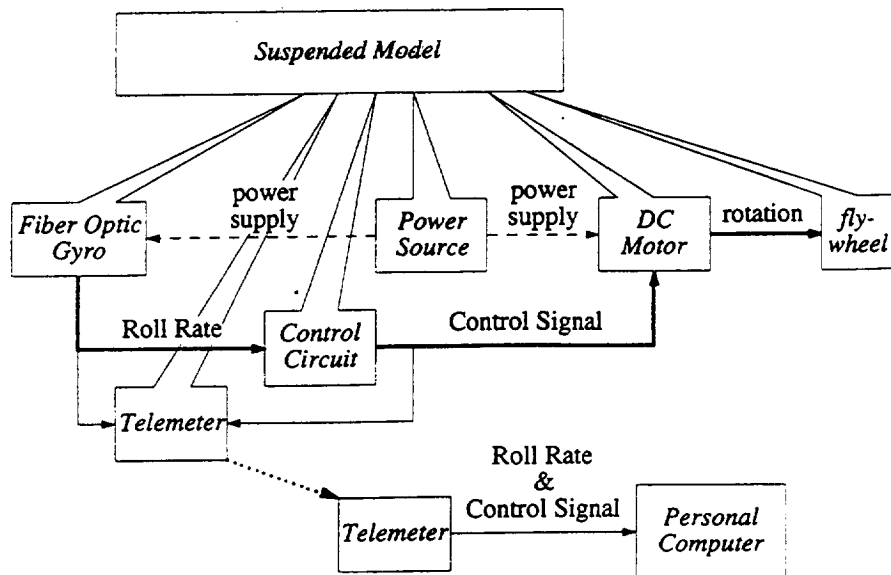 Suspended Model
power
supply
power
supply
Fiber Optic
Gyro
Power
Source
DC
Motor
rotation
fly-
wheel
Roll Rate
Control
Circuit
Control Signal
Telemeter
Roll Rate
&
Control Signal
Telemeter
Personal
Computer